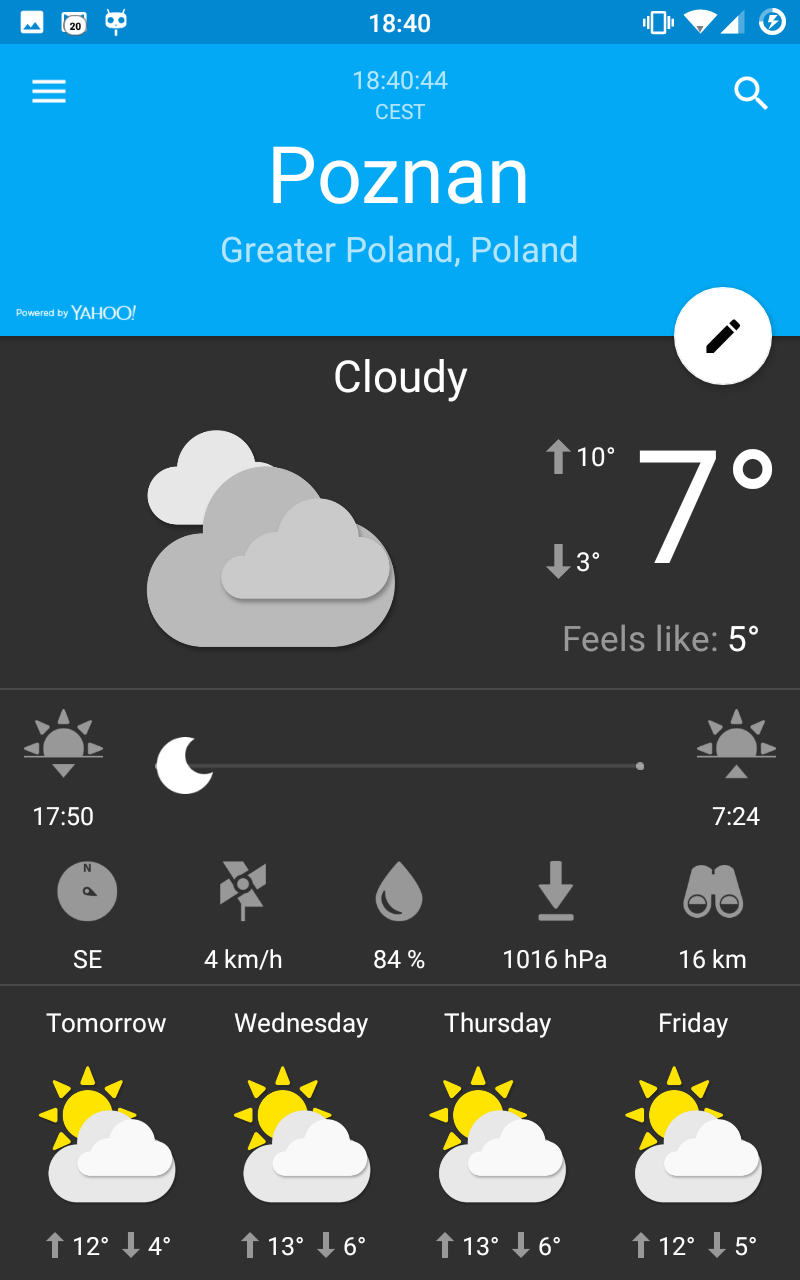 20
18:40
18:40:44
CEST
Poznan
Greater Poland, Poland
Powered by YAHOO!
Cloudy
10°
7°
3°
Feels like: 5°
17:50
7:24
N
SE 4 km/h 84 % 1016 hPa 16 km
Tomorrow Wednesday Thursday Friday
12° 4° 13° 6° 13° 6° 12° 5°